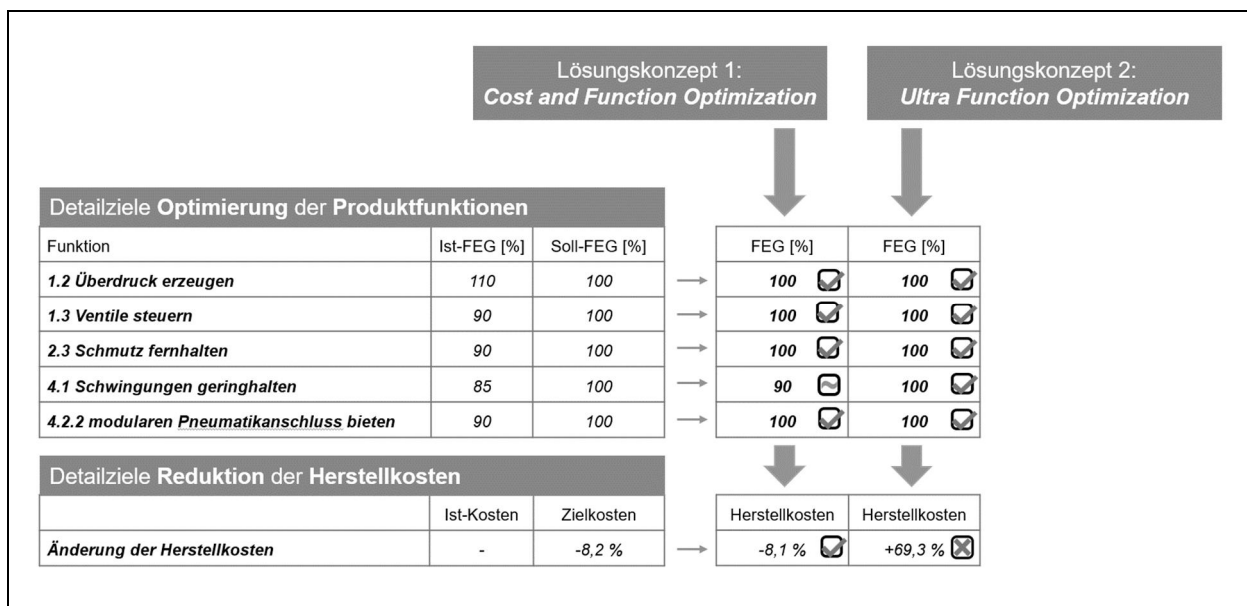 Lösungskonzept 1:
Cost and Function Optimization
Lösungskonzept 2:
Ultra Function Optimization
Detailziele Optimierung der Produktfunktionen
Funktion Ist-FEG [%] Soll-FEG [%] FEG [%] FEG [%]
1.2 Überdruck erzeugen 110 100 100 100
1.3 Ventile steuern 90 100 100 100
2.3 Schmutz fernhalten 90 100 100 100
4.1 Schwingungen geringhalten 85 100 90 100
4.2.2 modularen Pneumatikanschluss bieten 90 100 100 100
Detailziele Reduktion der Herstellkosten
Ist-Kosten Zielkosten Herstellkosten Herstellkosten
Änderung der Herstellkosten - -8,2 % -8,1 % +69,3 %